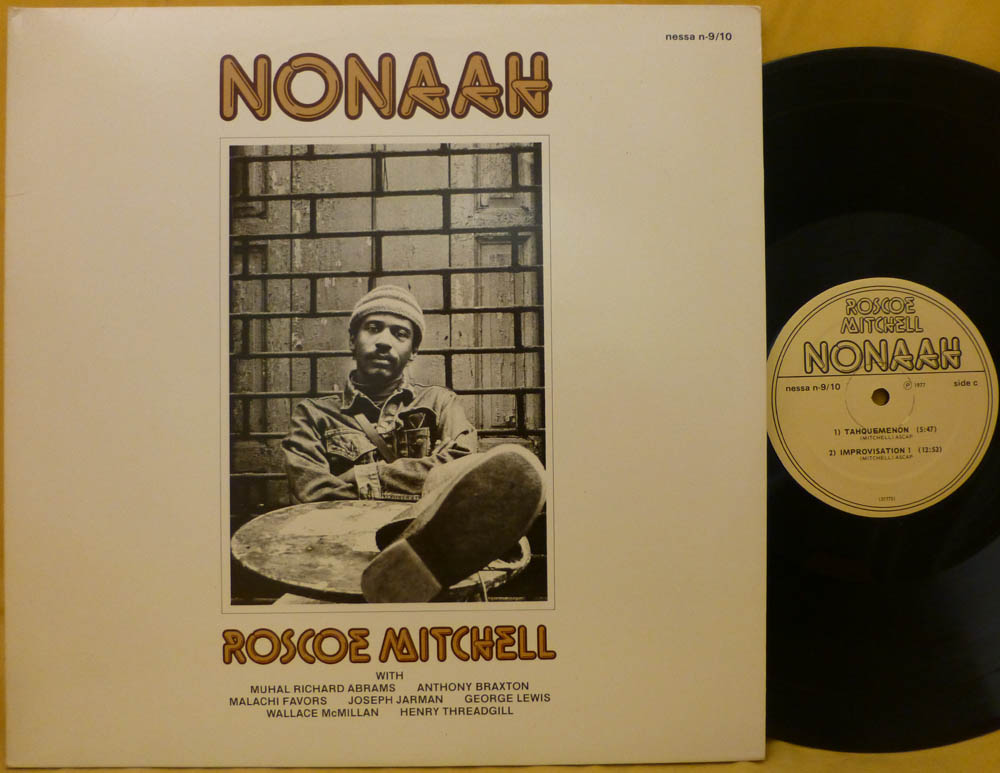 nessa n-9/10
NONAAH
ROSCOE MITCHELL
WITH
MUHAL RICHARD ABRAMS ANTHONY BRAXTON
MALACHI FAVORS JOSEPH JARMAN GEORGE LEWIS
WALLACE McMILLAN HENRY THREADGILL
ROSCOE
MITCHELL
NONAAH
nessa n-9/10 Ⓟ 1977 side c
1) TAHQUEMENON (5:47)
(MITCHELL) ASCAP
2) IMPROVISATION 1 (12:52)
(MITCHELL) ASCAP